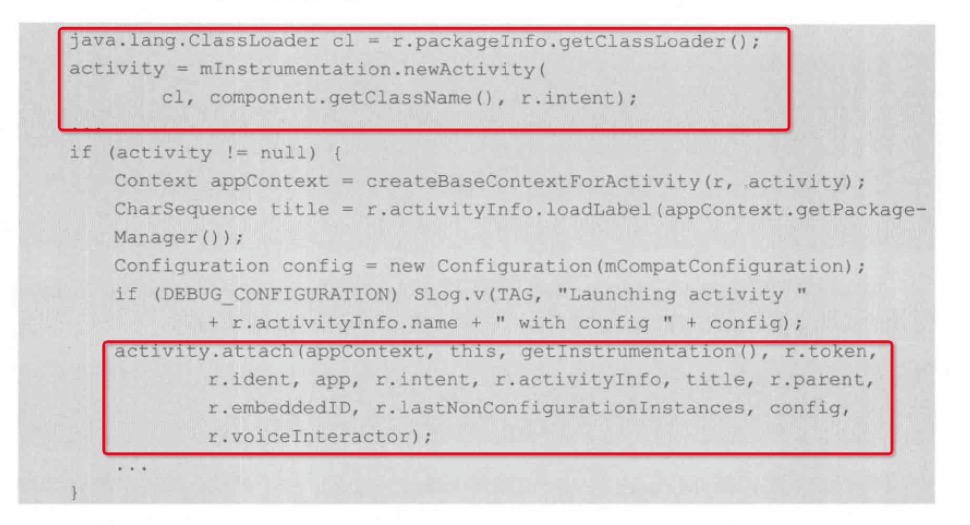 java.lang.ClassLoader cl = r.packageInfo.getClassLoader();
activity = mInstrumentation.newActivity(
cl, component.getClassName(), r.intent);
...
if (activity != null) {
Context appContext = createBaseContextForActivity(r, activity);
CharSequence title = r.activityInfo.loadLabel(appContext.getPackage-
Manager());
Configuration config = new Configuration(mCompatConfiguration);
if (DEBUG_CONFIGURATION) Slog.v(TAG, "Launching activity "
+ r.activityInfo.name + " with config " + config);
activity.attach(appContext, this, getInstrumentation(), r.token,
r.ident, app, r.intent, r.activityInfo, title, r.parent,
r.embeddedID, r.lastNonConfigurationInstances, config,
r.voiceInteractor);
...
}